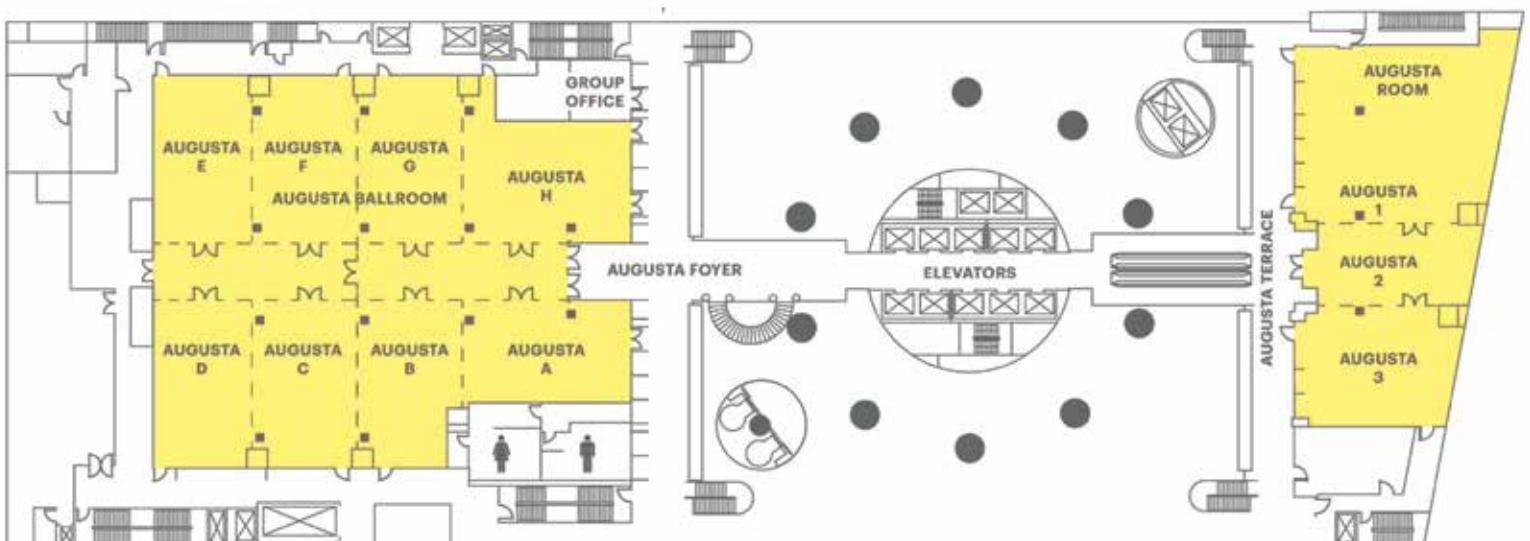 GROUP
OFFICE
AUGUSTA
E
AUGUSTA
F
AUGUSTA
G
AUGUSTA
H
AUGUSTA BALLROOM
AUGUSTA FOYER
ELEVATORS
AUGUSTA
D
AUGUSTA
C
AUGUSTA
B
AUGUSTA
A
AUGUSTA TERRACE
AUGUSTA
ROOM
AUGUSTA
1
AUGUSTA
2
AUGUSTA
3